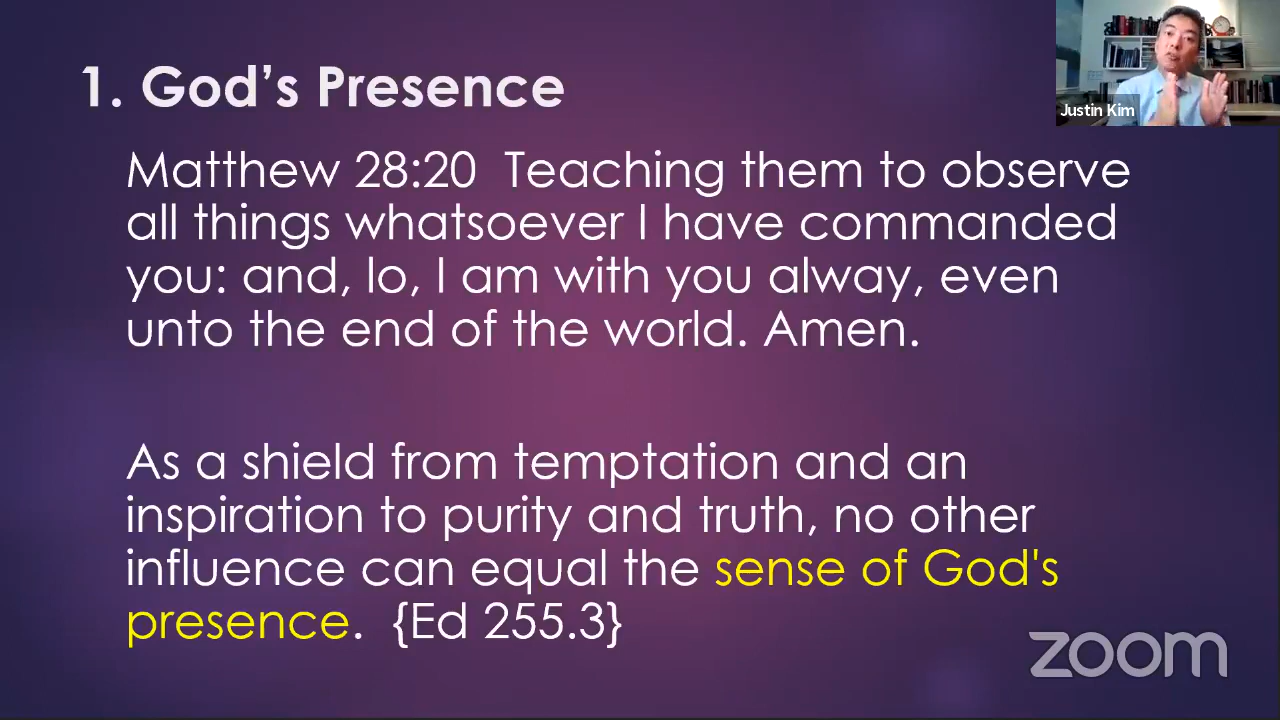 1. God’s Presence
Justin Kim
Matthew 28:20  Teaching them to observe
all things whatsoever I have commanded
you: and, lo, I am with you alway, even
unto the end of the world. Amen.
As a shield from temptation and an
inspiration to purity and truth, no other
influence can equal the sense of God's
presence.  {Ed 255.3}
zoom